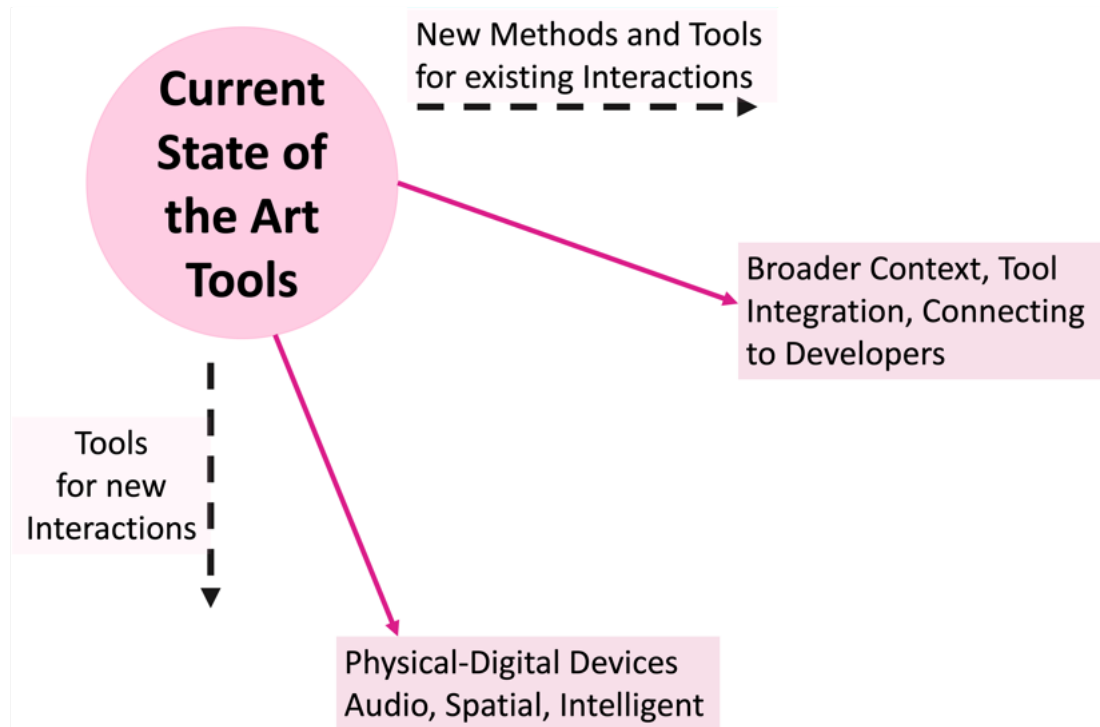 Current
State of
the Art
Tools
New Methods and Tools
for existing Interactions
Broader Context, Tool
Integration, Connecting
to Developers
Tools
for new
Interactions
Physical-Digital Devices
Audio, Spatial, Intelligent